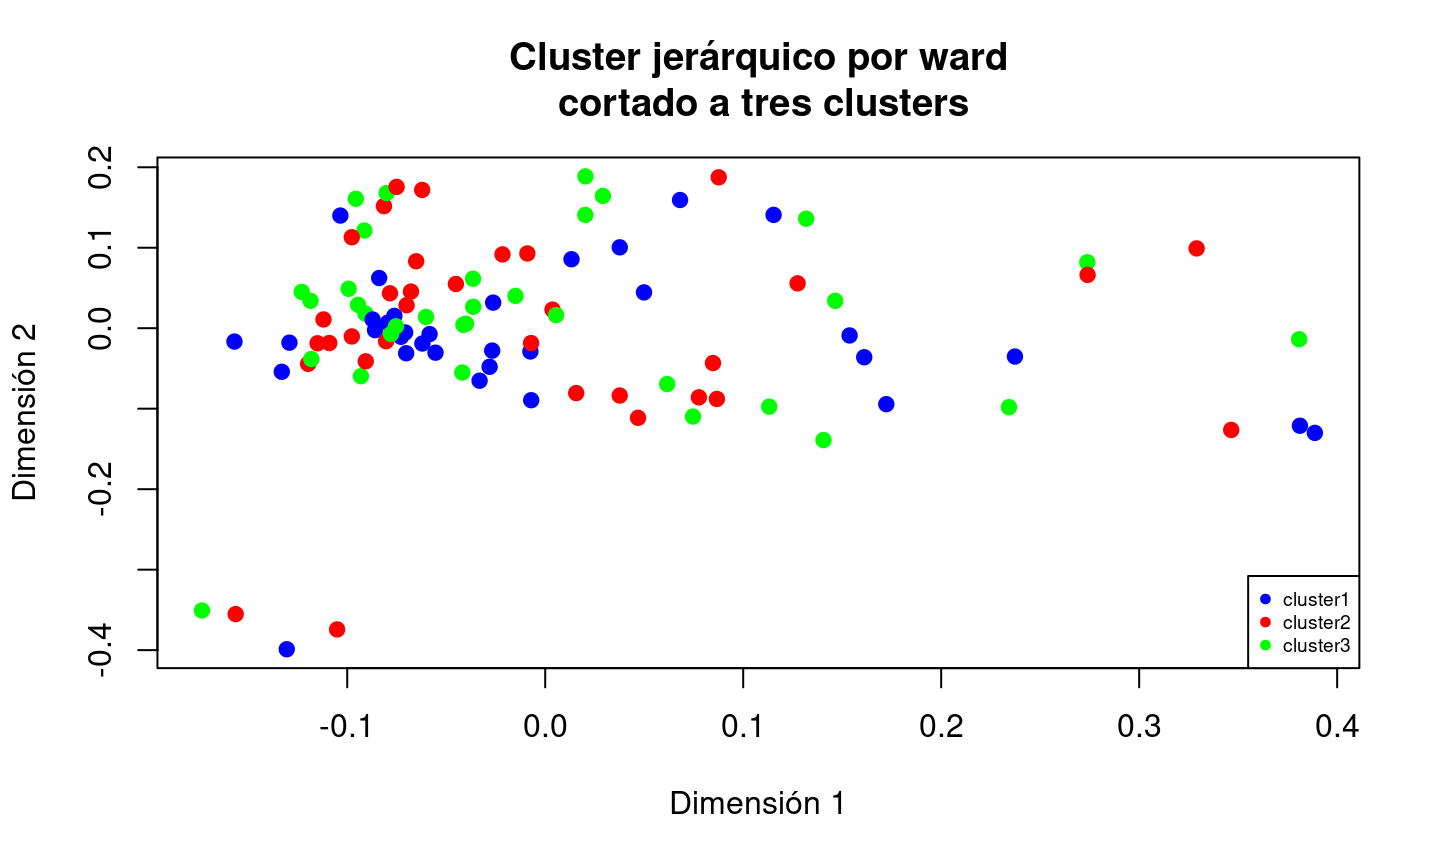 Cluster jerárquico por ward
cortado a tres clusters
Dimensión 2
0.2
0.1
0.0
-0.2
-0.4
cluster1
cluster2
cluster3
-0.1 0.0 0.1 0.2 0.3 0.4
Dimensión 1